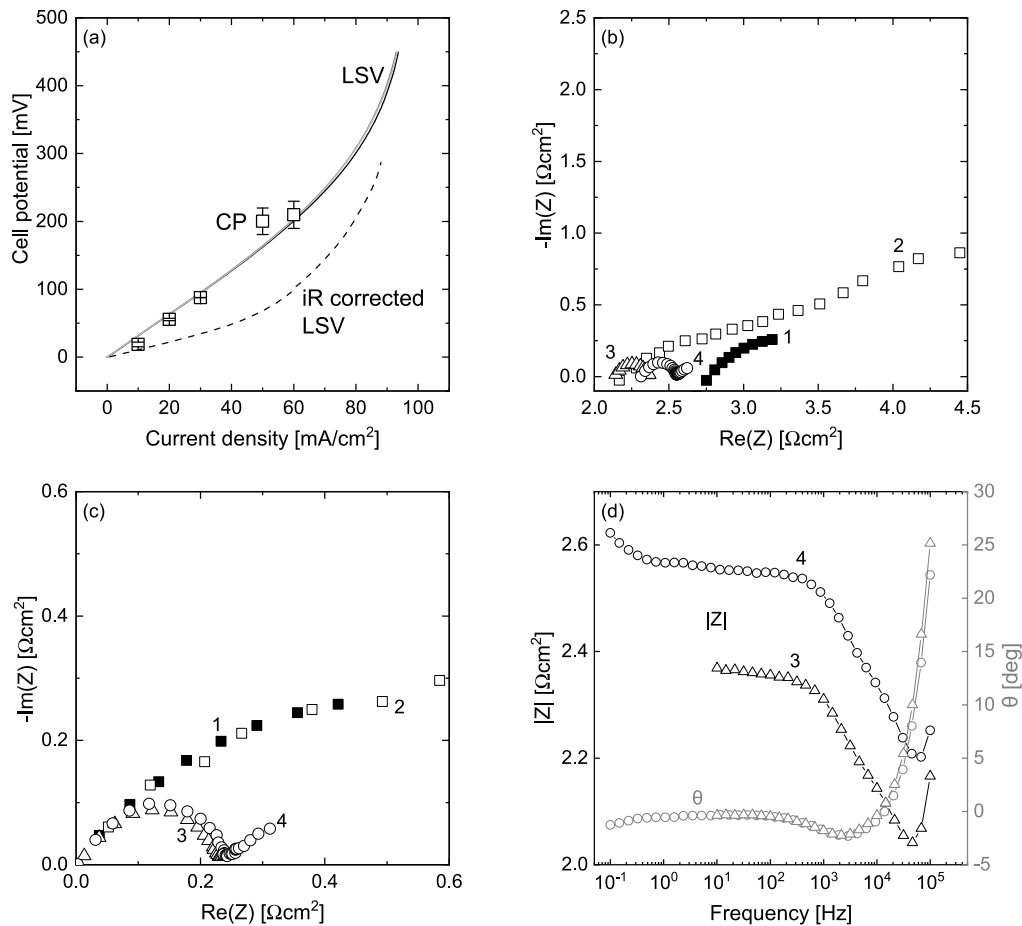 (a)
500
400
300
200
100
0
Cell potential [mV]
LSV
CP
iR corrected
LSV
0 20 40 60 80 100
Current density [mA/cm²]
(b)
2.5
2.0
1.5
1.0
0.5
0.0
-Im(Z) [Ωcm²]
2
1
3
4
2.0 2.5 3.0 3.5 4.0 4.5
Re(Z) [Ωcm²]
(c)
0.6
0.4
0.2
0.0
-Im(Z) [Ωcm²]
1
2
3
4
0.0 0.2 0.4 0.6
Re(Z) [Ωcm²]
(d)
2.8
2.6
2.4
2.2
2.0
|Z| [Ωcm²]
4
|Z|
3
θ
30
25
20
15
10
5
0
-5
θ [deg]
10⁻¹ 10⁰ 10¹ 10² 10³ 10⁴ 10⁵
Frequency [Hz]